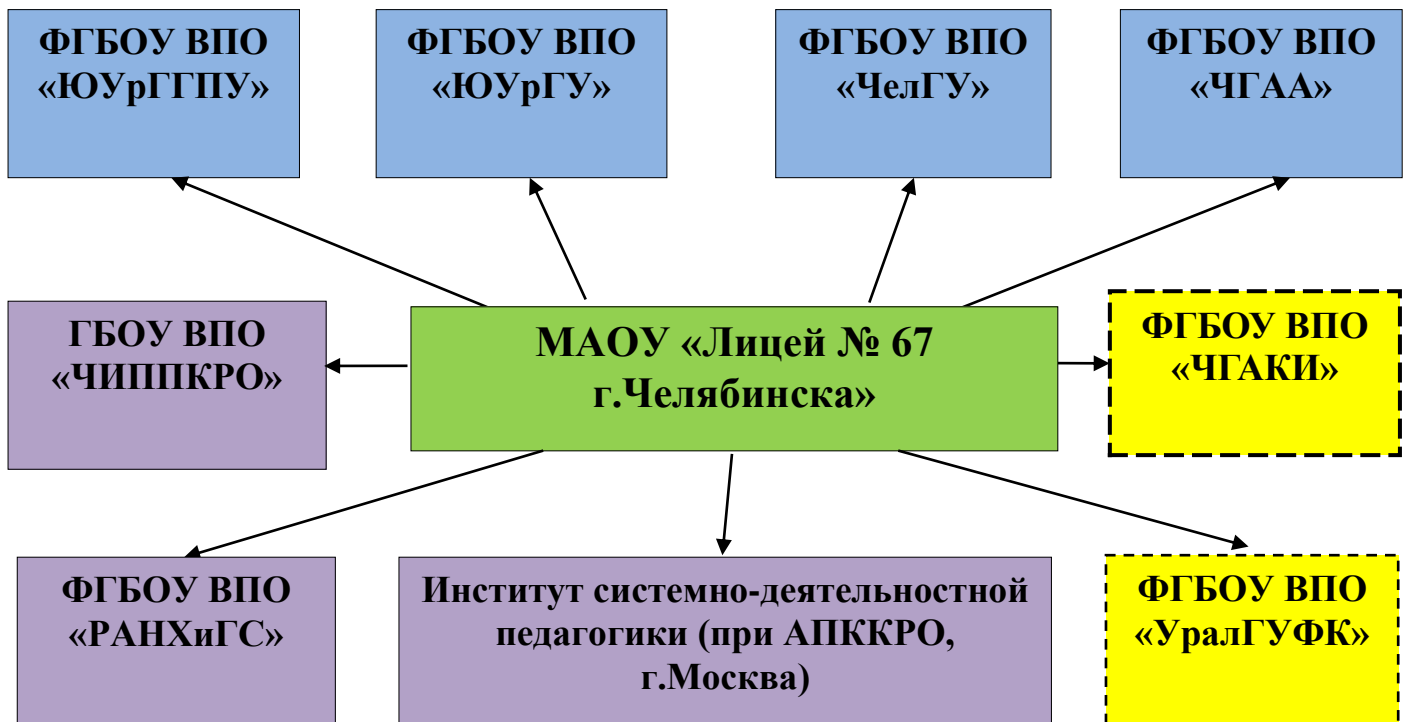 ФГБОУ ВПО
«ЮУрГГПУ»
ФГБОУ ВПО
«ЮУрГУ»
ФГБОУ ВПО
«ЧелГУ»
ФГБОУ ВПО
«ЧГАА»
ГБОУ ВПО
«ЧИППКРО»
МАОУ «Лицей № 67
г.Челябинска»
ФГБОУ ВПО
«ЧГАКИ»
ФГБОУ ВПО
«РАНХиГС»
Институт системно-деятельностной
педагогики (при АПККРО,
г.Москва)
ФГБОУ ВПО
«УралГУФК»